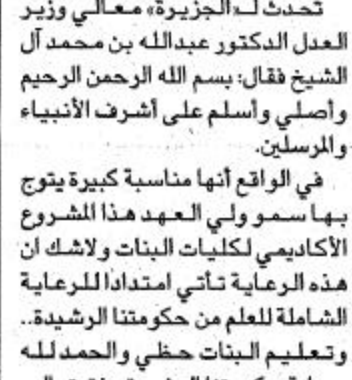 تحدث لـ«الجزيرة» معالي وزير
العدل الدكتور عبدالله بن محمد آل
الشيخ فقال: بسم الله الرحمن الرحيم
وأصلي وأسلم على أشرف الأنبياء
والمرسلين.
في الواقع أنها مناسبة كبيرة يتوج
بها سمو ولي العهد هذا المشروع
الأكاديمي لكليات البنات ولاشك ان
هذه الرعاية تأتي امتدادا للرعاية
الشاملة للعلم من حكومتنا الرشيدة..
وتعليم البنات حظي والحمد لله